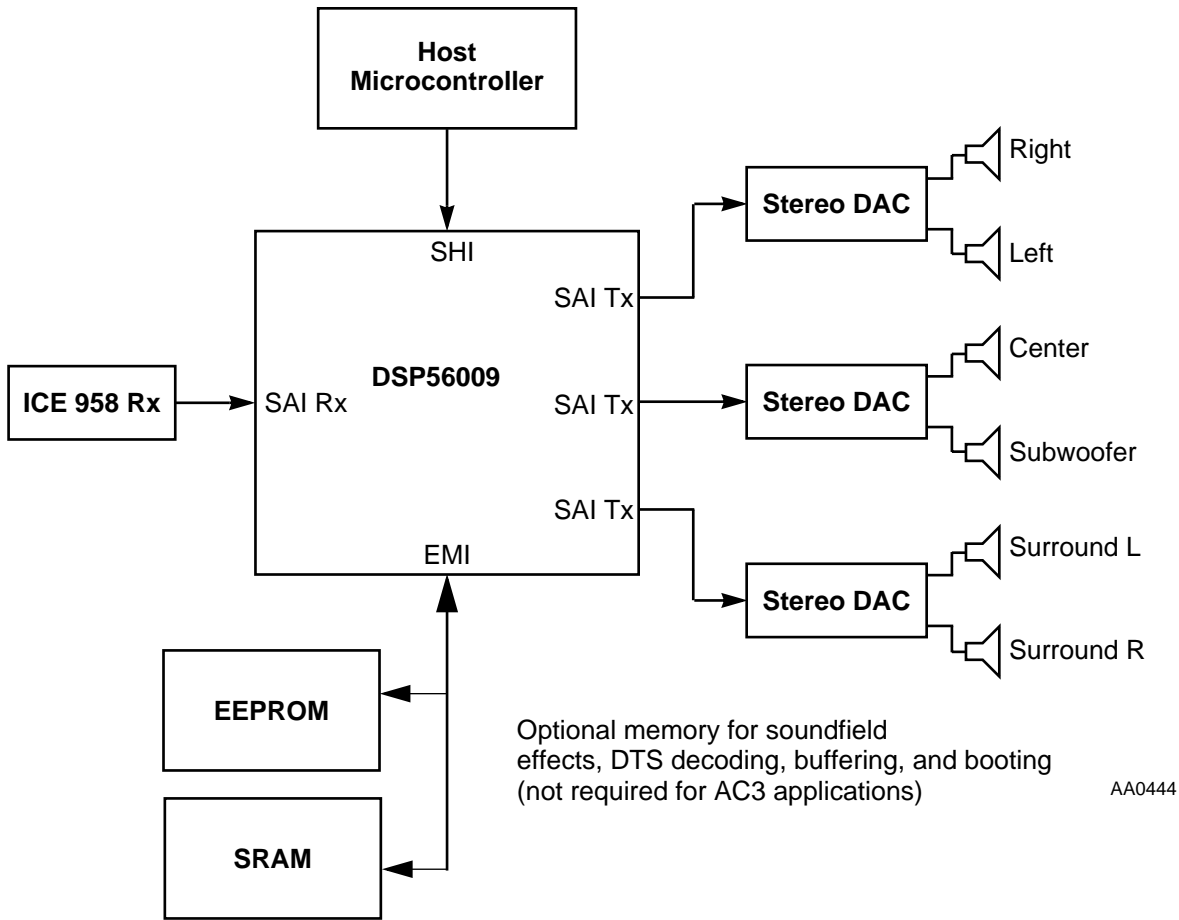 Host
Microcontroller
Right
Stereo DAC
SHI
Left
SAI Tx
Center
DSP56009
ICE 958 Rx
SAI Rx
SAI Tx
Stereo DAC
Subwoofer
SAI Tx
Surround L
EMI
Stereo DAC
Surround R
EEPROM
Optional memory for soundfield
effects, DTS decoding, buffering, and booting
(not required for AC3 applications)
AA0444
SRAM